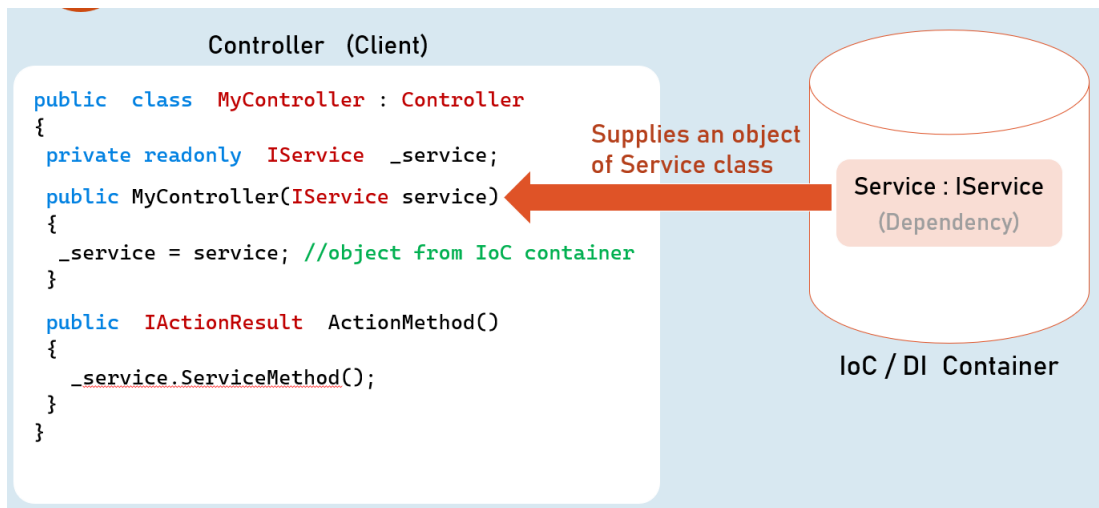 Controller (Client)
public class MyController : Controller
{
private readonly IService _service;
public MyController(IService service)
{
_service = service; //object from IoC container
}
public IActionResult ActionMethod()
{
_service.ServiceMethod();
}
}
Supplies an object
of Service class
Service : IService
(Dependency)
IoC / DI Container